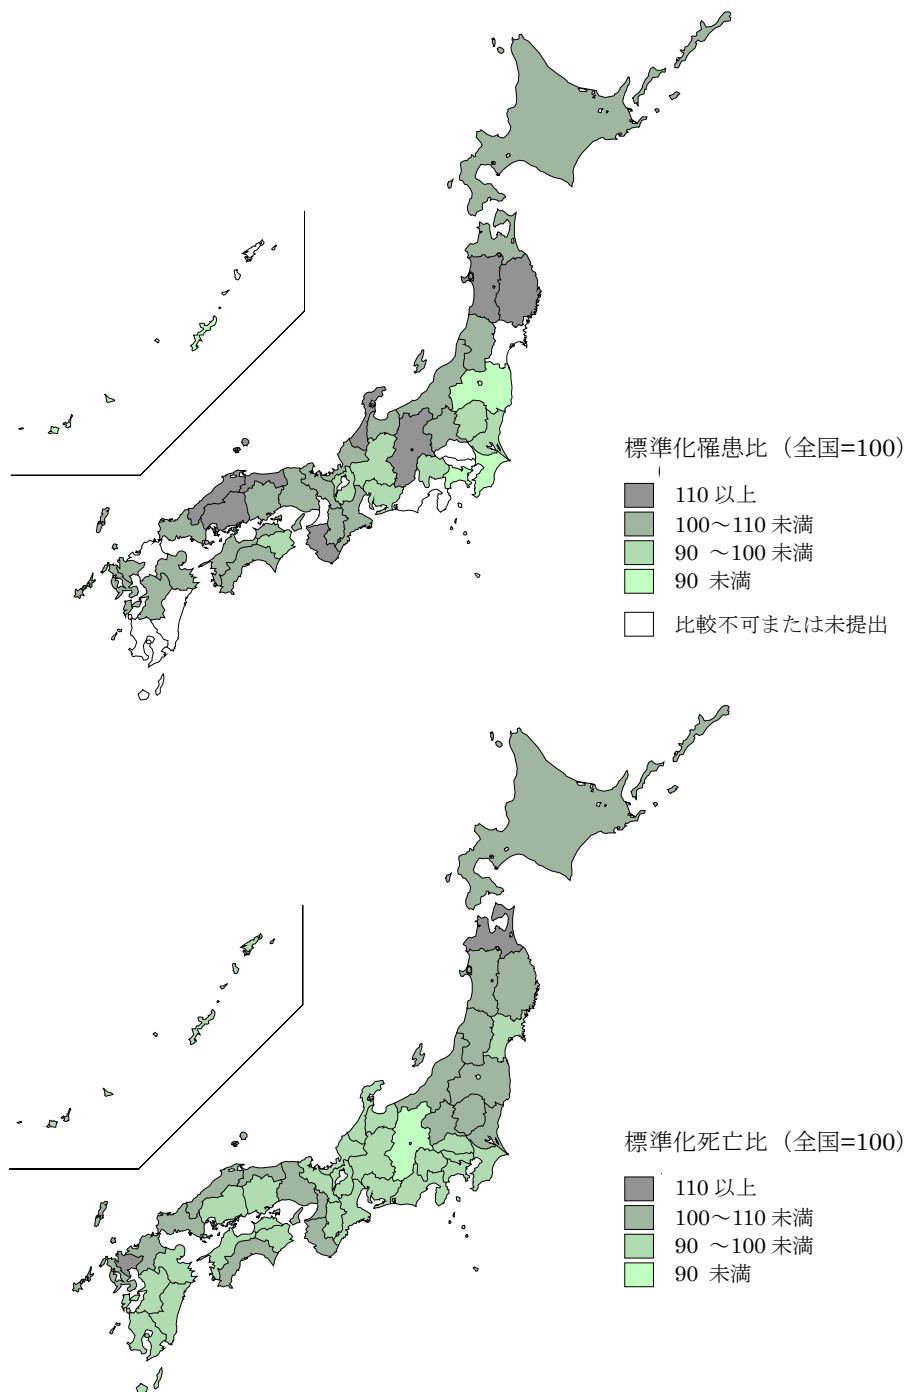 標準化罹患比（全国=100）
110 以上
100～110 未満
90 ～100 未満
90 未満
比較不可または未提出
標準化死亡比（全国=100）
110 以上
100～110 未満
90 ～100 未満
90 未満